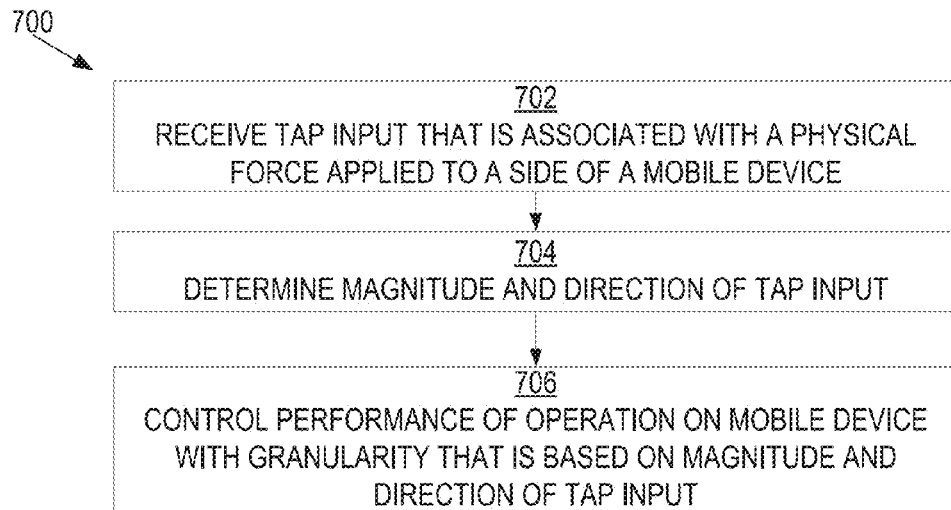 700
702
RECEIVE TAP INPUT THAT IS ASSOCIATED WITH A PHYSICAL
FORCE APPLIED TO A SIDE OF A MOBILE DEVICE
704
DETERMINE MAGNITUDE AND DIRECTION OF TAP INPUT
706
CONTROL PERFORMANCE OF OPERATION ON MOBILE DEVICE
WITH GRANULARITY THAT IS BASED ON MAGNITUDE AND
DIRECTION OF TAP INPUT